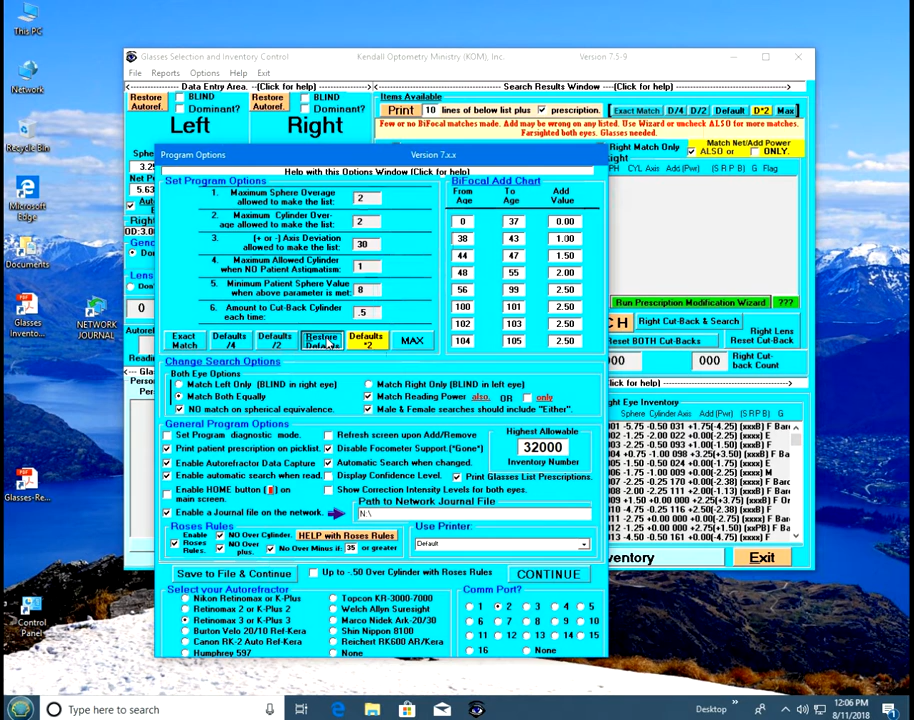 This PC
Network
Recycle Bin
Microsoft
Edge
Documents
Glasses
Invento...
NETWORK
JOURNAL
Glasses-Re...
Control
Panel
Glasses Selection and Inventory Control
Kendall Optometry Ministry (KOM), Inc.
Version 7.5-9
File Reports Options Help Exit
Data Entry Area. --(Click for help)
Search Results Window ---(Click for help)
Restore
Autoref.
BLIND
Dominant?
Left
Restore
Autoref.
BLIND
Dominant?
Right
Items Available
Print 10 lines of below list plus prescription.
Exact Match D/4 D/2 Default D*2 Max
Few or no BiFocal matches made. Add may be wrong on any listed. Use Wizard or uncheck ALSO for more matches.
Farsighted both eyes. Glasses needed.
Right Match Only
Match Net/Add Power
ALSO or ONLY.
PH CYL Axis Add (Pwr) (S R P B) G Flag
Program Options
Version 7.x.x
Help with this Options Window (Click for help)
Set Program Options
1. Maximum Sphere Overage
allowed to make the list: 2
2. Maximum Cylinder Over-
age allowed to make the list: 2
3. (+ or -) Axis Deviation
allowed to make the list: 30
4. Maximum Allowed Cylinder
when NO Patient Astigmatism: 1
5. Minimum Patient Sphere Value
when above parameter is met: 8
6. Amount to Cut-Back Cylinder
each time: .5
Exact
Match
Defaults
/4
Defaults
/2
Restore
Defaults
Defaults
*2
MAX
BiFocal Add Chart
From
Age
To
Age
Add
Value
0 37 0.00
38 43 1.00
44 47 1.50
48 55 2.00
56 99 2.50
100 101 2.50
102 103 2.50
104 105 2.50
Change Search Options
Both Eye Options
Match Left Only (BLIND in right eye)
Match Right Only (BLIND in left eye)
Match Both Equally
Match Reading Power also. OR only
NO match on spherical equivalence.
Male & Female searches should include "Either".
General Program Options
Set Program diagnostic mode.
Refresh screen upon Add/Remove
Print patient prescription on picklist.
Disable Focometer Support.(*Gone*)
Enable Autorefractor Data Capture
Automatic Search when changed.
Enable automatic search when read.
Display Confidence Level.
Print Glasses List Prescriptions.
Enable HOME button ( ) on
main screen.
Show Correction Intensity Levels for both eyes.
Highest Allowable
32000
Inventory Number
Enable a Journal file on the network.
Path to Network Journal File
N:\
Roses Rules
Enable
Roses
Rules.
NO Over Cylinder.
NO Over
plus.
HELP with Roses Rules
No Over Minus if: 35 or greater
Use Printer:
Default
Save to File & Continue
Up to -.50 Over Cylinder with Roses Rules
CONTINUE
Select your Autorefractor
Nikon Retinomax or K-Plus
Retinomax 2 or K-Plus 2
Retinomax 3 or K-Plus 3
Burton Velo 20/10 Ref-Kera
Canon RK-2 Auto Ref-Kera
Humphrey 597
Topcon KR-3000-7000
Welch Allyn Suresight
Marco Nidek Ark-20/30
Shin Nippon 8100
Reichert RK600 AR/Kera
None
Comm Port?
1 2 3 4 5
6 7 8 9 10
11 12 13 14 15
16 None
Run Prescription Modification Wizard ???
Right Cut-Back & Search
Reset BOTH Cut-Backs
Right Lens
Reset Cut-Back
000
Right Cut-
back Count
Exit
Type here to search
Desktop
12:06 PM
8/11/2018